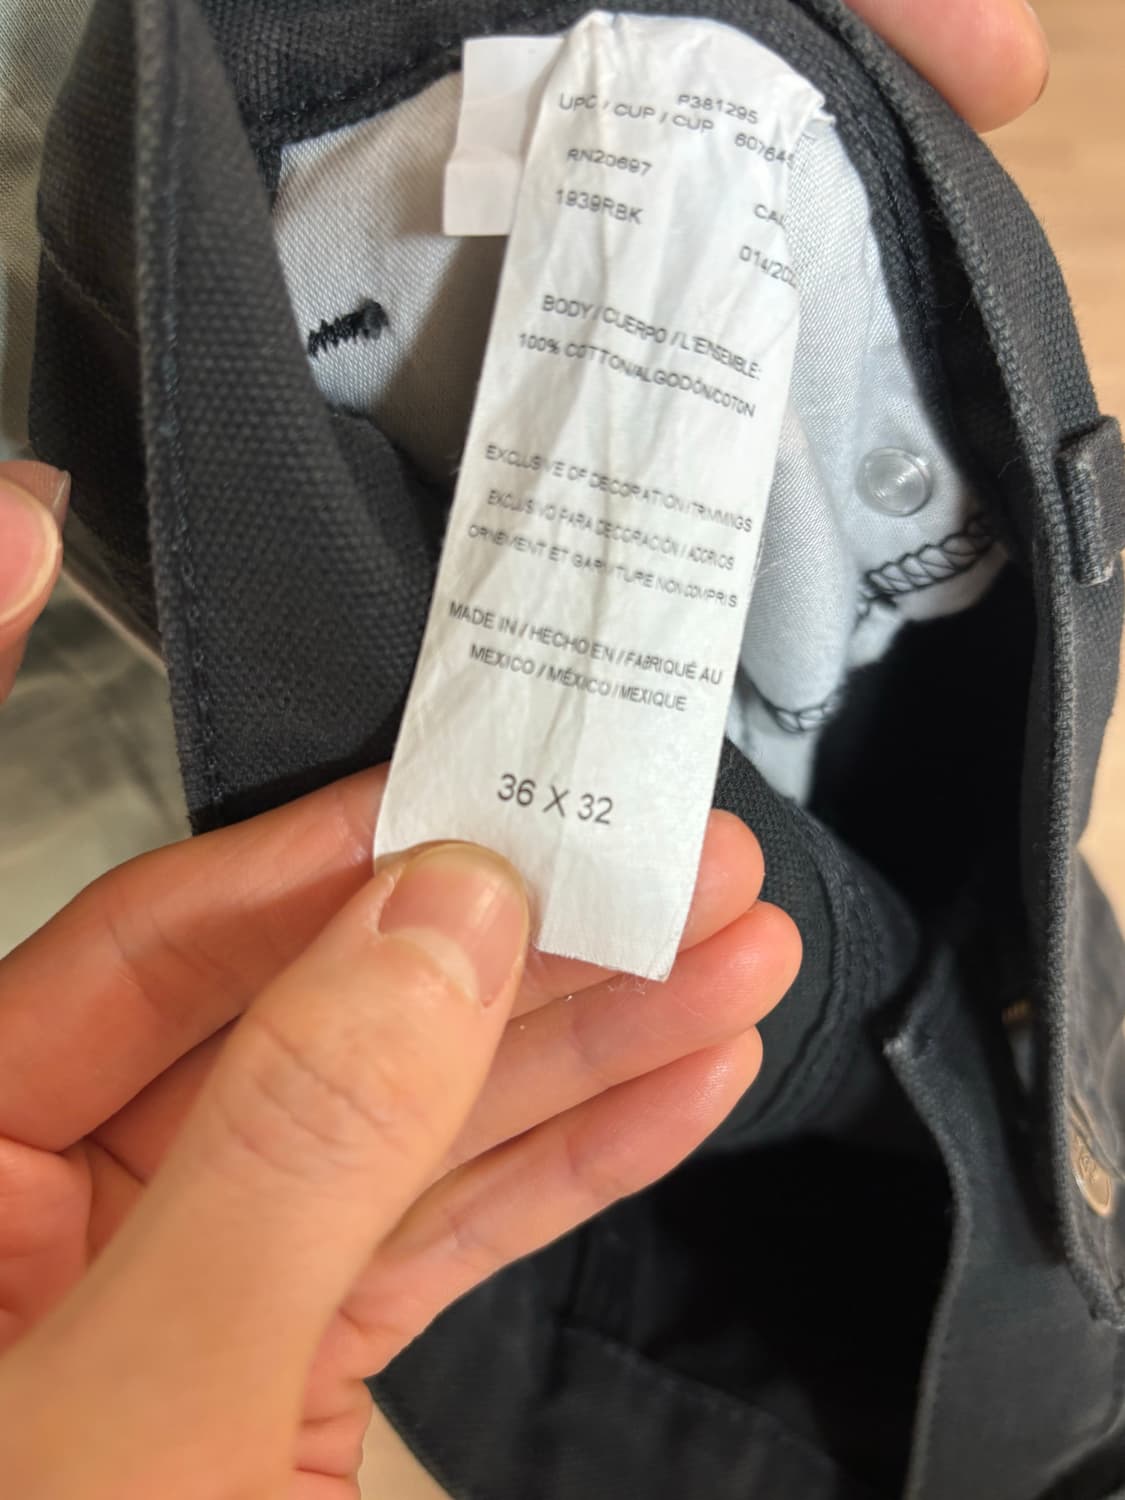 P381295
UPC / CUP / CUP
RN20697
1939RBK
BODY / CUERPO / L'ENSEMBLE:
100% COTTON/ALGODÓN/COTON
EXCLUSIVE OF DECORATION / TRIMMINGS
EXCLUSIVO PARA DECORACIÓN / ADORIOS
ORNEMENT ET GARNITURE NON COMPRIS
MADE IN / HECHO EN / FABRIQUÉ AU
MEXICO / MÉXICO / MEXIQUE
36 X 32